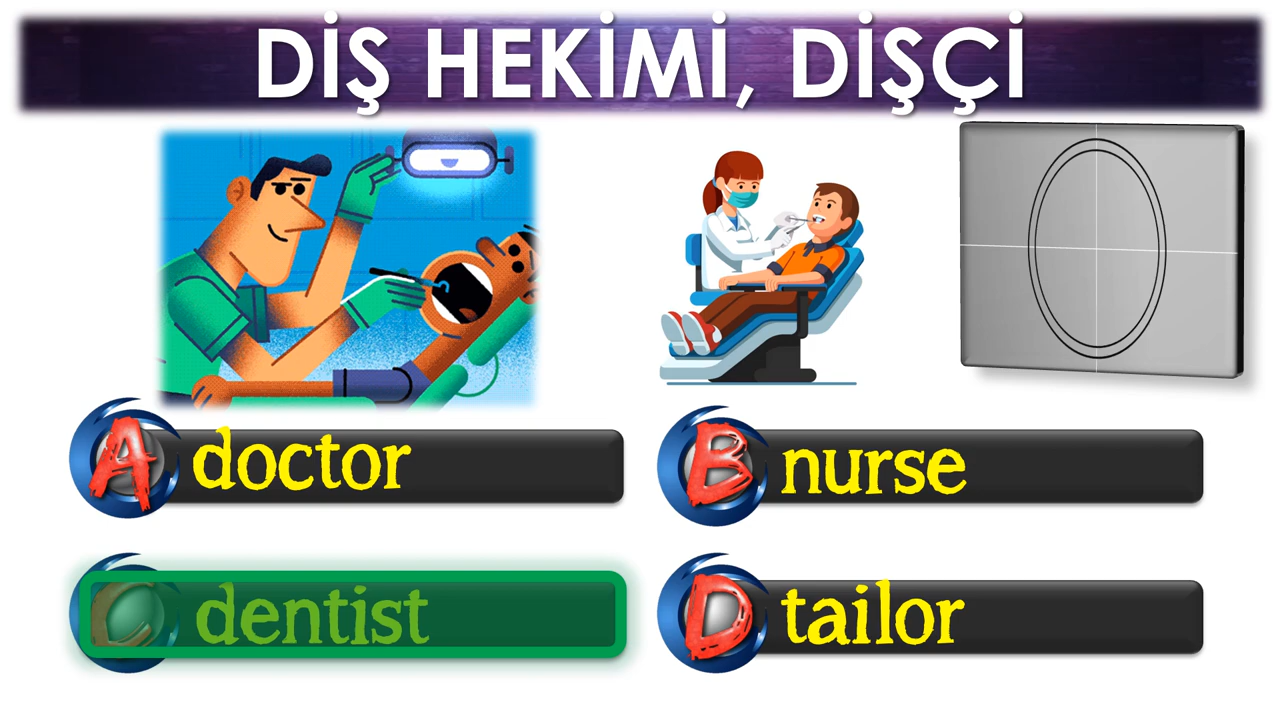 DİŞ HEKİMİ, DİŞÇİ
A doctor
B nurse
C dentist
D tailor